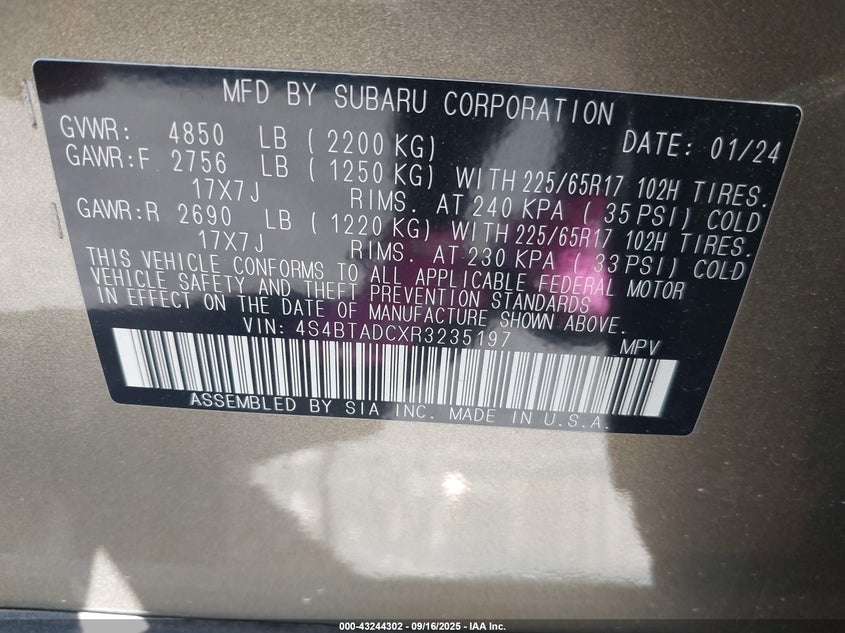 MFD BY SUBARU CORPORATION
GVWR: 4850 LB ( 2200 KG) DATE: 01/24
GAWR:F 2756 LB ( 1250 KG) WITH 225/65R17 102H TIRES.
17X7J RIMS. AT 240 KPA ( 35 PSI) COLD
GAWR:R 2690 LB ( 1220 KG) WITH 225/65R17 102H TIRES.
17X7J RIMS. AT 230 KPA ( 33 PSI) COLD
THIS VEHICLE CONFORMS TO ALL APPLICABLE FEDERAL MOTOR
VEHICLE SAFETY AND THEFT PREVENTION STANDARDS
IN EFFECT ON THE DATE OF MANUFACTURE SHOWN ABOVE.
VIN: 4S4BTADCXR3235197 MPV
ASSEMBLED BY SIA INC. MADE IN U.S.A.
000-43244302 - 09/16/2025 - IAA Inc.